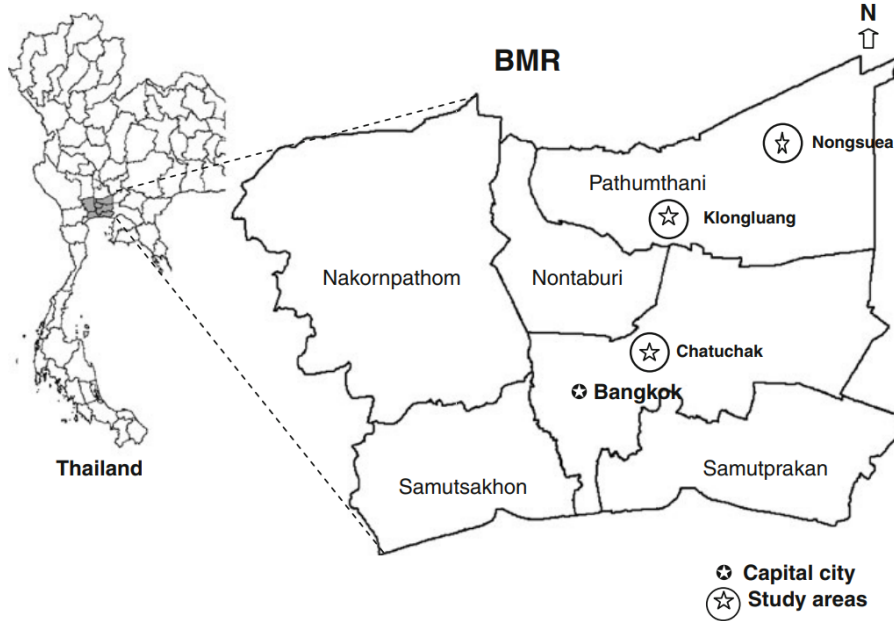 N
BMR
Nongsuea
Pathumthani
Klongluang
Nakornpathom
Nontaburi
Chatuchak
Bangkok
Thailand
Samutsakhon
Samutprakan
Capital city
Study areas